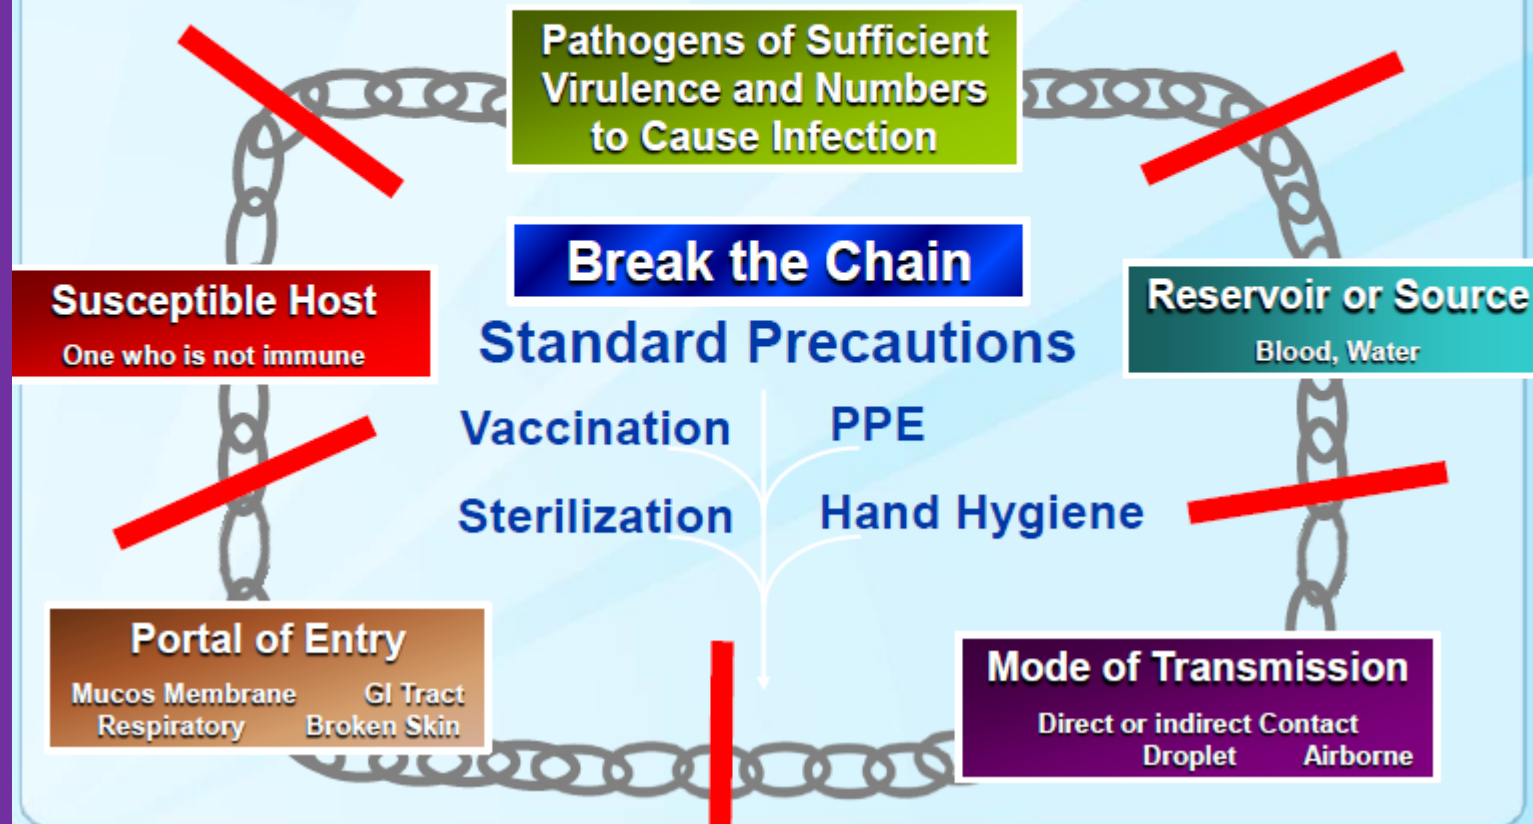 Pathogens of Sufficient
Virulence and Numbers
to Cause Infection
Break the Chain
Standard Precautions
Vaccination
PPE
Sterilization
Hand Hygiene
Susceptible Host
One who is not immune
Reservoir or Source
Blood, Water
Portal of Entry
Mucos Membrane GI Tract
Respiratory Broken Skin
Mode of Transmission
Direct or indirect Contact
Droplet Airborne